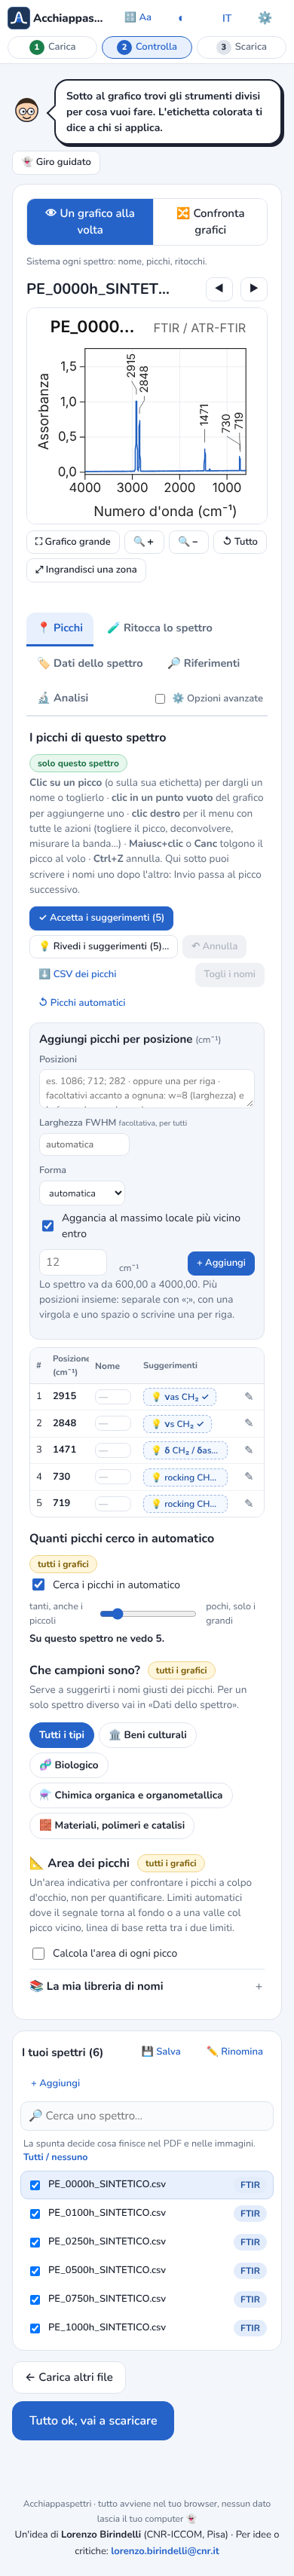 Acchiappas...
🔠 Aa
IT
1 Carica
2 Controlla
3 Scarica
Sotto al grafico trovi gli strumenti divisi
per cosa vuoi fare. L'etichetta colorata ti
dice a chi si applica.
👻 Giro guidato
👁 Un grafico alla
volta
🔀 Confronta
grafici
Sistema ogni spettro: nome, picchi, ritocchi.
PE_0000h_SINTET...
◀
▶
PE_0000...
FTIR / ATR-FTIR
Assorbanza
1,5
1,0
0,5
0,0
2915
2848
1471
730
719
4000
3000
2000
1000
Numero d'onda (cm⁻¹)
⛶ Grafico grande
🔍 +
🔍 −
↺ Tutto
⤢ Ingrandisci una zona
📍 Picchi
🧪 Ritocca lo spettro
🏷️ Dati dello spettro
🔎 Riferimenti
🔬 Analisi
⚙️ Opzioni avanzate
I picchi di questo spettro
solo questo spettro
Clic su un picco (o sulla sua etichetta) per dargli un
nome o toglierlo · clic in un punto vuoto del grafico
per aggiungerne uno · clic destro per il menu con
tutte le azioni (togliere il picco, deconvolvere,
misurare la banda…) · Maiusc+clic o Canc tolgono il
picco al volo · Ctrl+Z annulla. Qui sotto puoi
scrivere i nomi uno dopo l'altro: Invio passa al picco
successivo.
✓ Accetta i suggerimenti (5)
💡 Rivedi i suggerimenti (5)…
↶ Annulla
⬇️ CSV dei picchi
Togli i nomi
↺ Picchi automatici
Aggiungi picchi per posizione (cm⁻¹)
Posizioni
es. 1086; 712; 282 · oppure una per riga ·
facoltativi accanto a ognuna: w=8 (larghezza) e
Larghezza FWHM facoltativa, per tutti
automatica
Forma
automatica
Aggancia al massimo locale più vicino
entro
12
cm⁻¹
+ Aggiungi
Lo spettro va da 600,00 a 4000,00. Più
posizioni insieme: separale con «;», con una
virgola e uno spazio o scrivine una per riga.
#
Posizione
(cm⁻¹)
Nome
Suggerimenti
1 2915 — 💡 νas CH₂ ✓ ✎
2 2848 — 💡 νs CH₂ ✓ ✎
3 1471 — 💡 δ CH₂ / δas... ✎
4 730 — 💡 rocking CH... ✎
5 719 — 💡 rocking CH... ✎
Quanti picchi cerco in automatico
tutti i grafici
Cerca i picchi in automatico
tanti, anche i
piccoli
pochi, solo i
grandi
Su questo spettro ne vedo 5.
Che campioni sono?
tutti i grafici
Serve a suggerirti i nomi giusti dei picchi. Per un
solo spettro diverso vai in «Dati dello spettro».
Tutti i tipi
🏛️ Beni culturali
🧬 Biologico
⚗️ Chimica organica e organometallica
🧱 Materiali, polimeri e catalisi
📐 Area dei picchi
tutti i grafici
Un'area indicativa per confrontare i picchi a colpo
d'occhio, non per quantificare. Limiti automatici
dove il segnale torna al fondo o a una valle col
picco vicino, linea di base retta tra i due limiti.
Calcola l'area di ogni picco
📚 La mia libreria di nomi
+
I tuoi spettri (6)
💾 Salva
✏️ Rinomina
+ Aggiungi
🔎 Cerca uno spettro…
La spunta decide cosa finisce nel PDF e nelle immagini.
Tutti / nessuno
PE_0000h_SINTETICO.csv FTIR
PE_0100h_SINTETICO.csv FTIR
PE_0250h_SINTETICO.csv FTIR
PE_0500h_SINTETICO.csv FTIR
PE_0750h_SINTETICO.csv FTIR
PE_1000h_SINTETICO.csv FTIR
← Carica altri file
Tutto ok, vai a scaricare
Acchiappaspettri · tutto avviene nel tuo browser, nessun dato
lascia il tuo computer 👻
Un'idea di Lorenzo Birindelli (CNR-ICCOM, Pisa) · Per idee o
critiche: lorenzo.birindelli@cnr.it